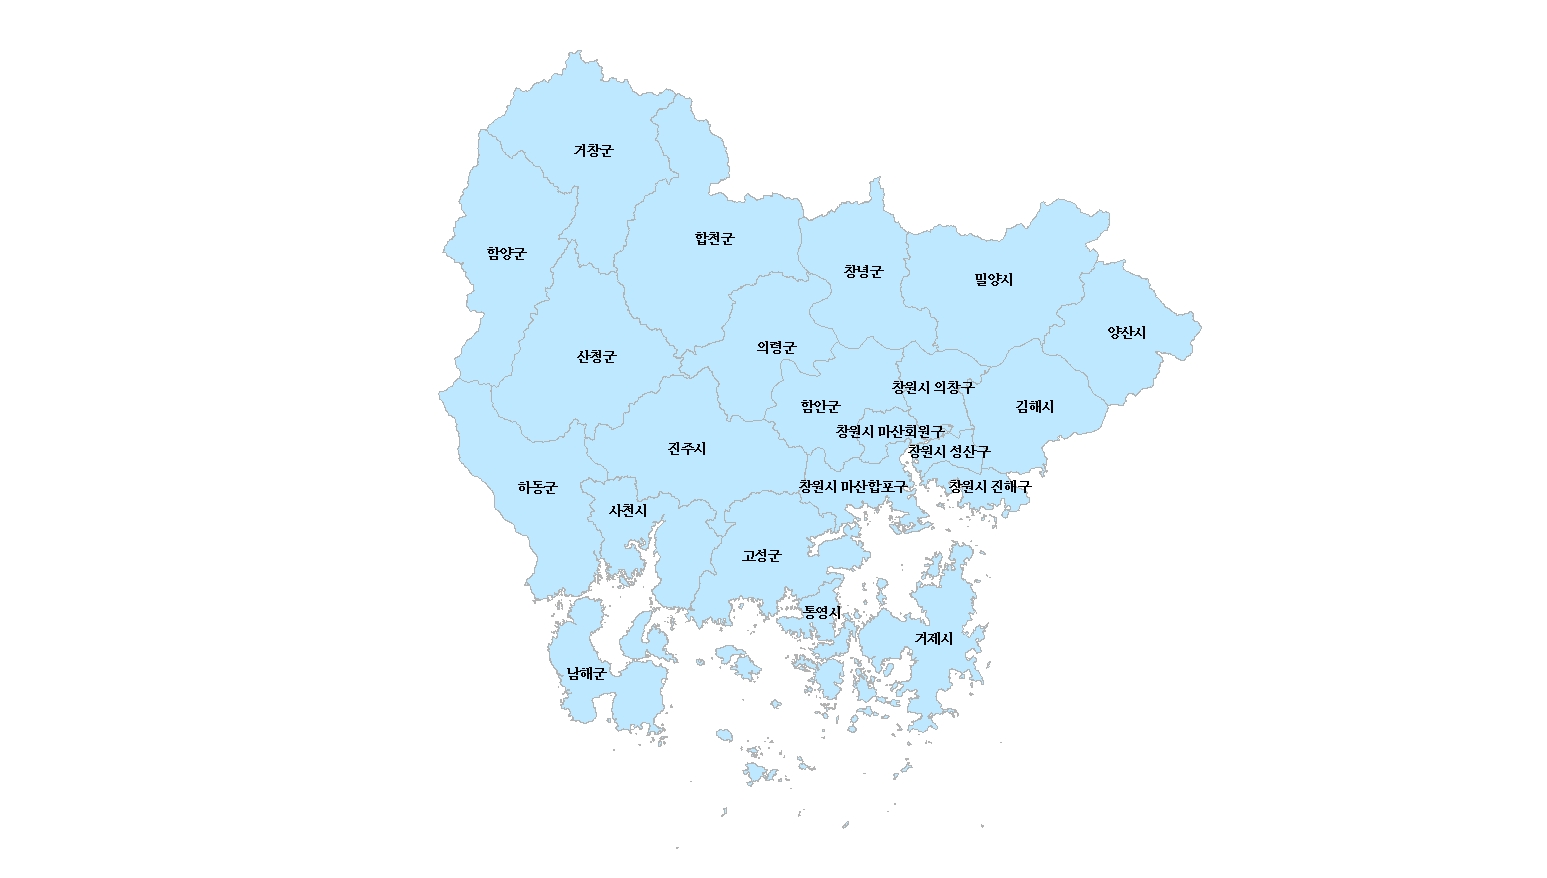 거창군
합천군
함양군
창녕군
밀양시
양산시
의령군
산청군
창원시 의창구
함안군
김해시
창원시 마산회원구
진주시
창원시 성산구
하동군
창원시 마산합포구
창원시 진해구
사천시
고성군
통영시
거제시
남해군